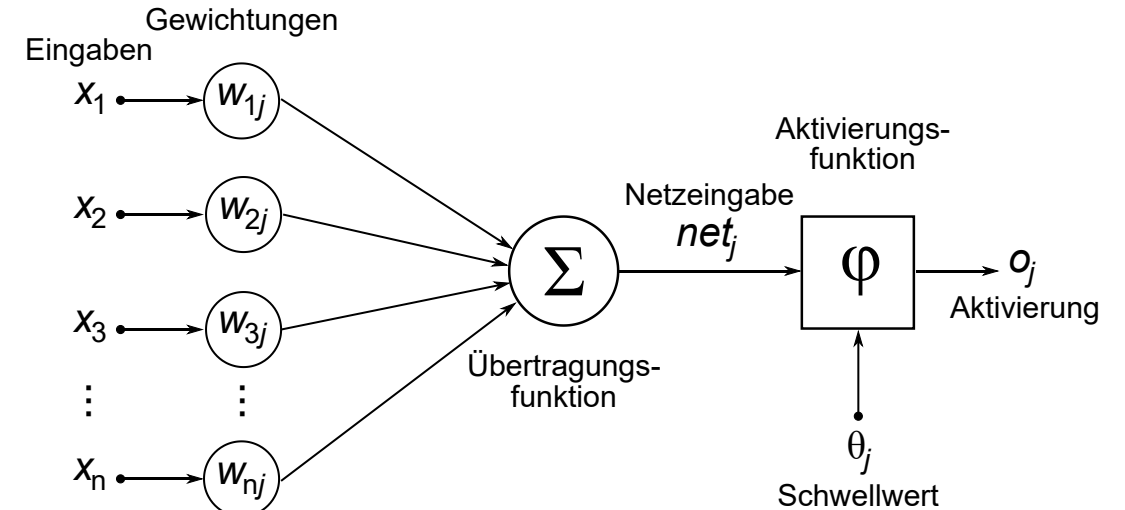 Gewichtungen
Eingaben
x1
w1j
x2
w2j
x3
w3j
⋮
⋮
xn
wnj
Σ
Übertragungs-
funktion
Netzeingabe
netj
Aktivierungs-
funktion
φ
oj
Aktivierung
θj
Schwellwert